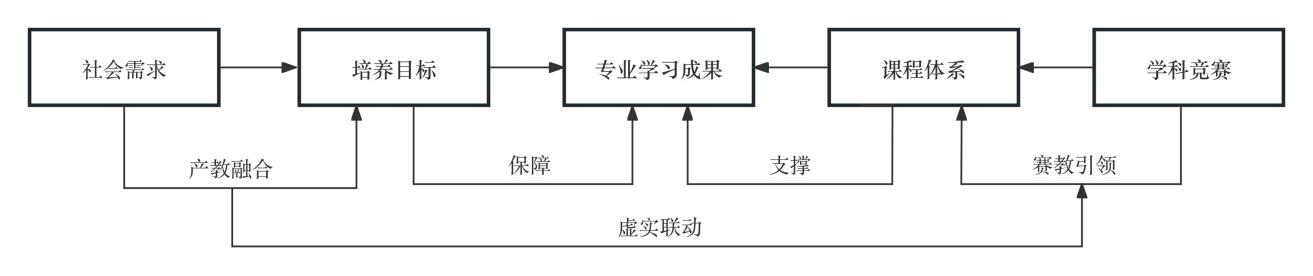 社会需求
培养目标
专业学习成果
课程体系
学科竞赛
产教融合
保障
支撑
赛教引领
虚实联动